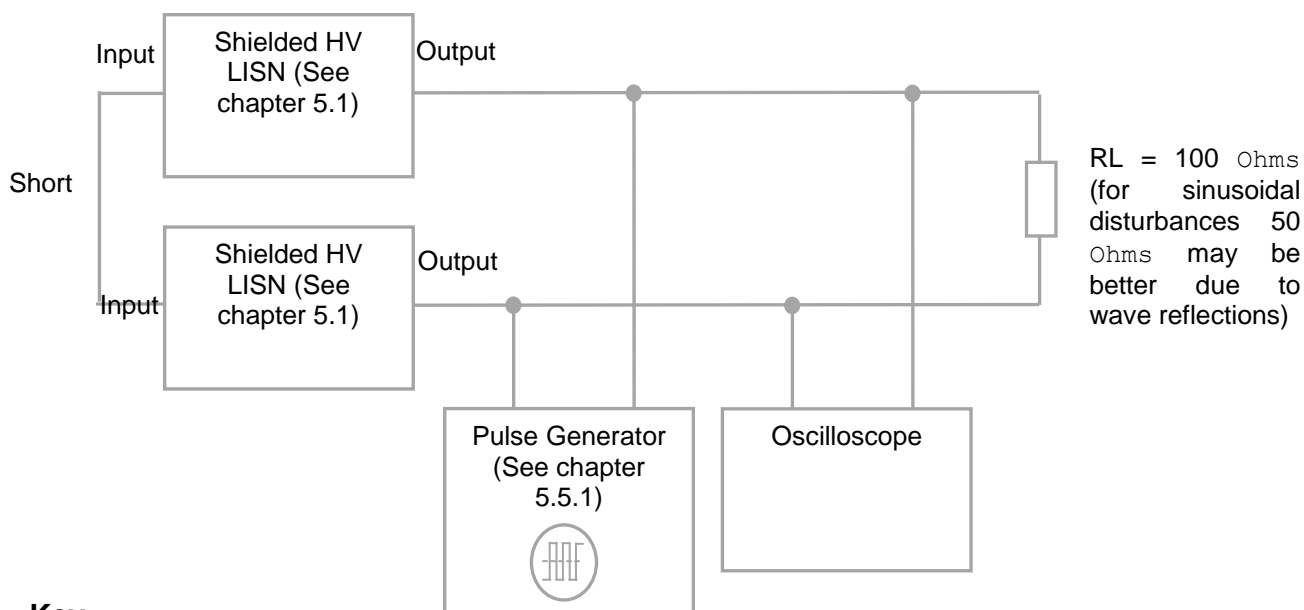 Input
Shielded HV
LISN (See
chapter 5.1)
Output
Short
Input
Shielded HV
LISN (See
chapter 5.1)
Output
RL = 100 Ohms
(for sinusoidal
disturbances 50
Ohms may be
better due to
wave reflections)
Pulse Generator
(See chapter
5.5.1)
Oscilloscope